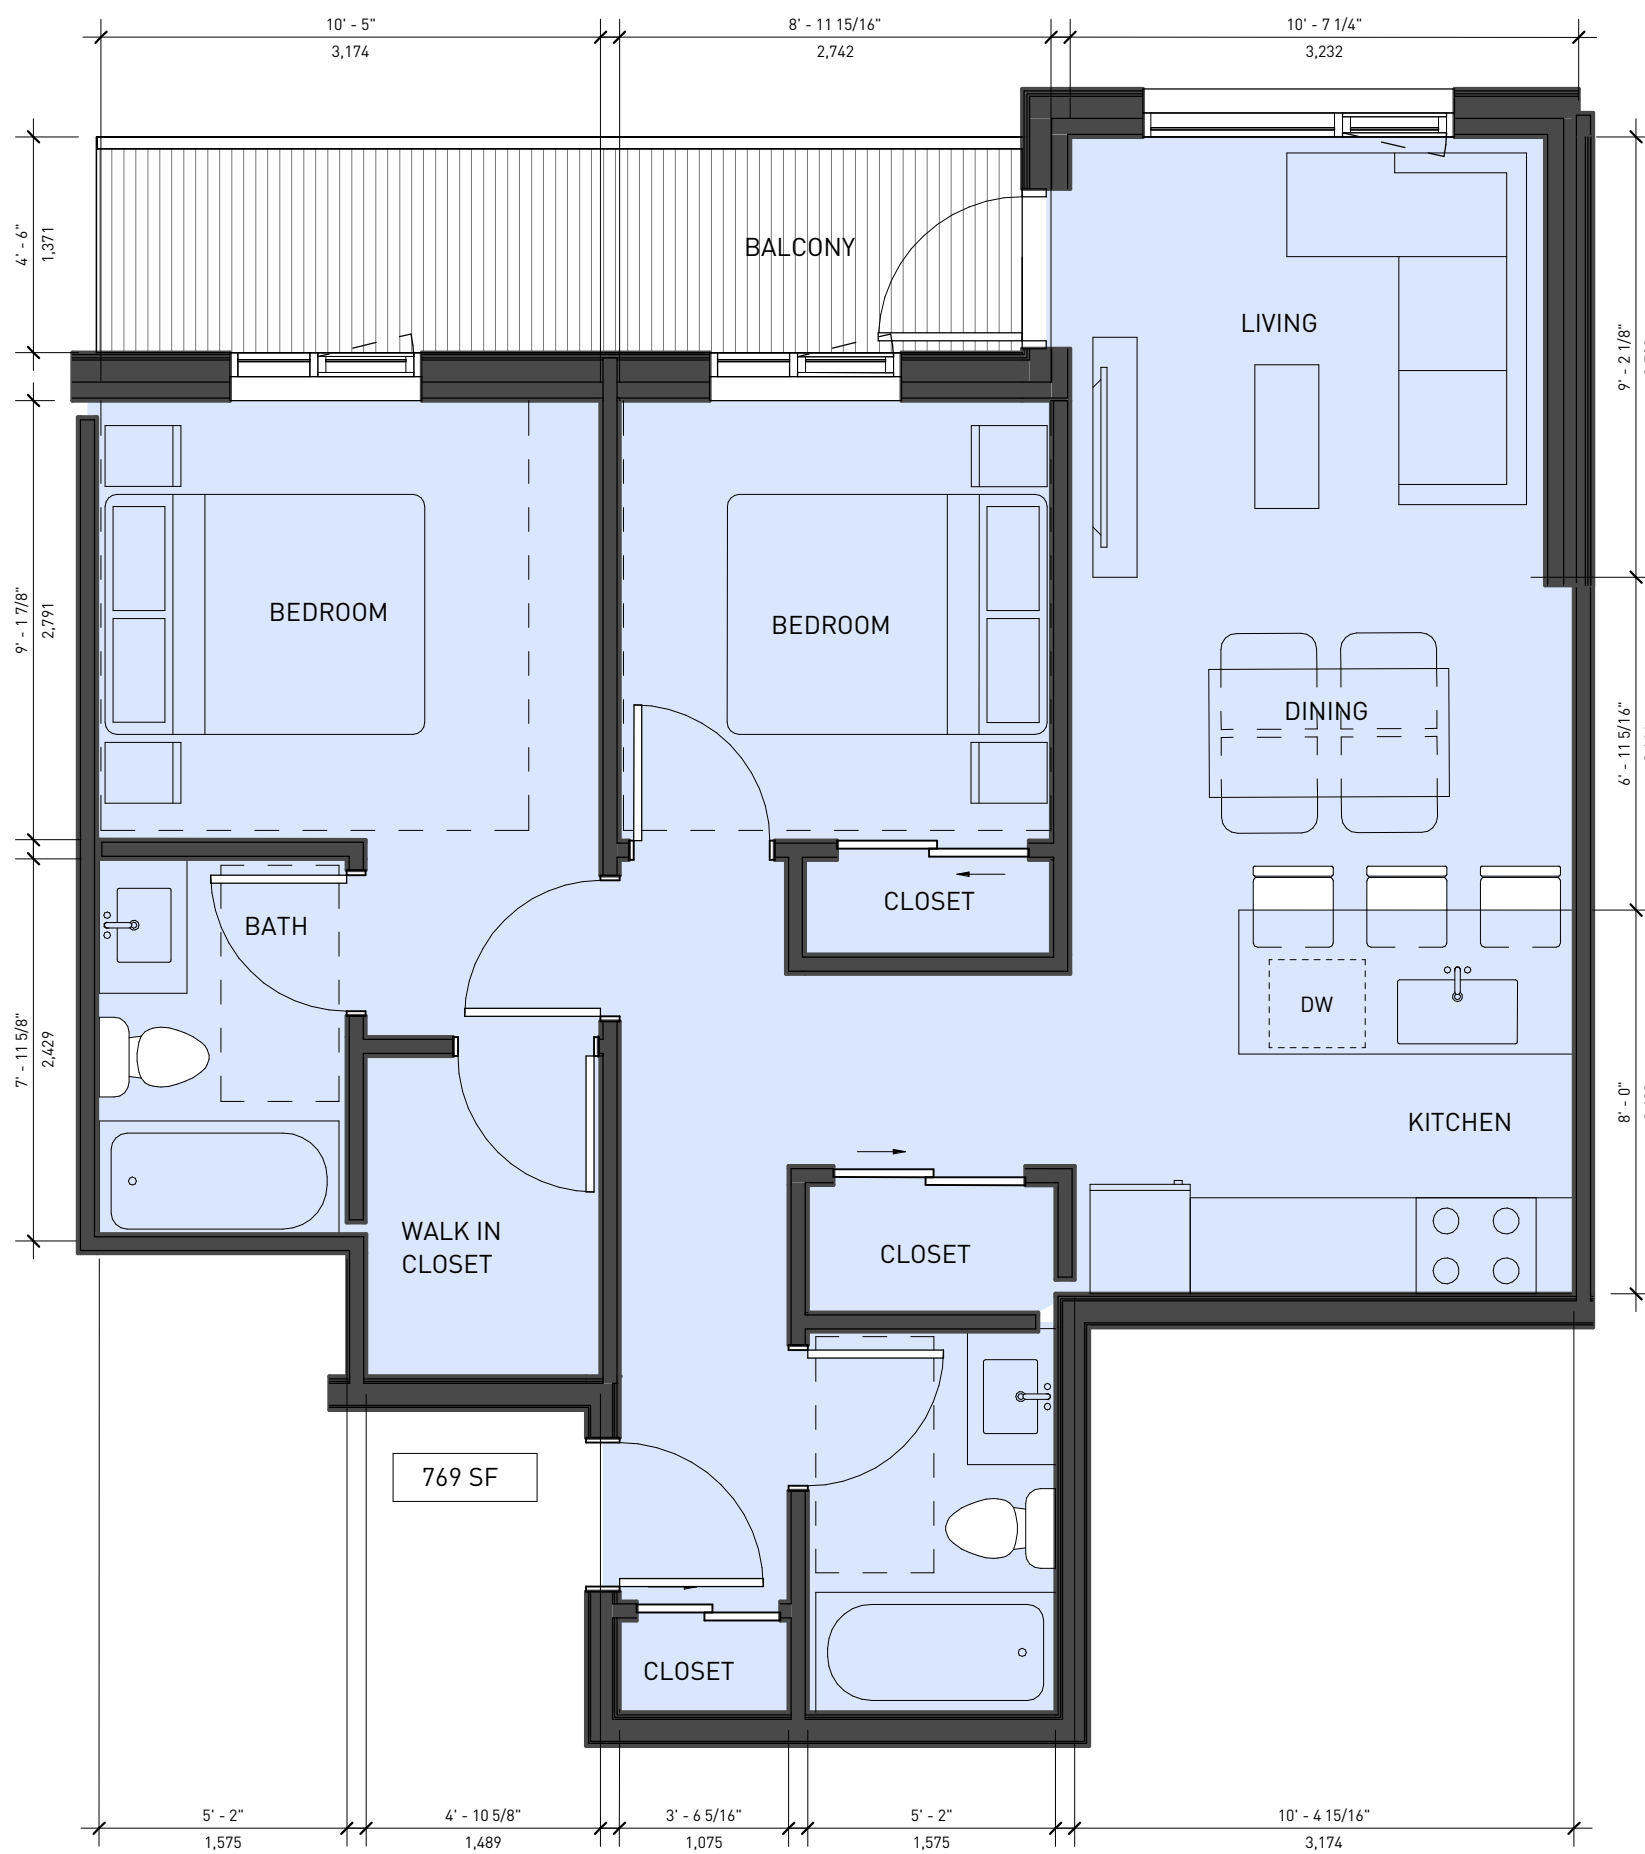 10' - 5"
3,174
8' - 11 15/16"
2,742
10' - 7 1/4"
3,232
4' - 6"
1,371
BALCONY
LIVING
9' - 2 1/8"
9' - 1 7/8"
2,791
BEDROOM
BEDROOM
DINING
6' - 11 5/16"
CLOSET
BATH
DW
7' - 11 5/8"
2,429
KITCHEN
8' - 0"
WALK IN
CLOSET
CLOSET
769 SF
CLOSET
5' - 2"
1,575
4' - 10 5/8"
1,489
3' - 6 5/16"
1,075
5' - 2"
1,575
10' - 4 15/16"
3,174